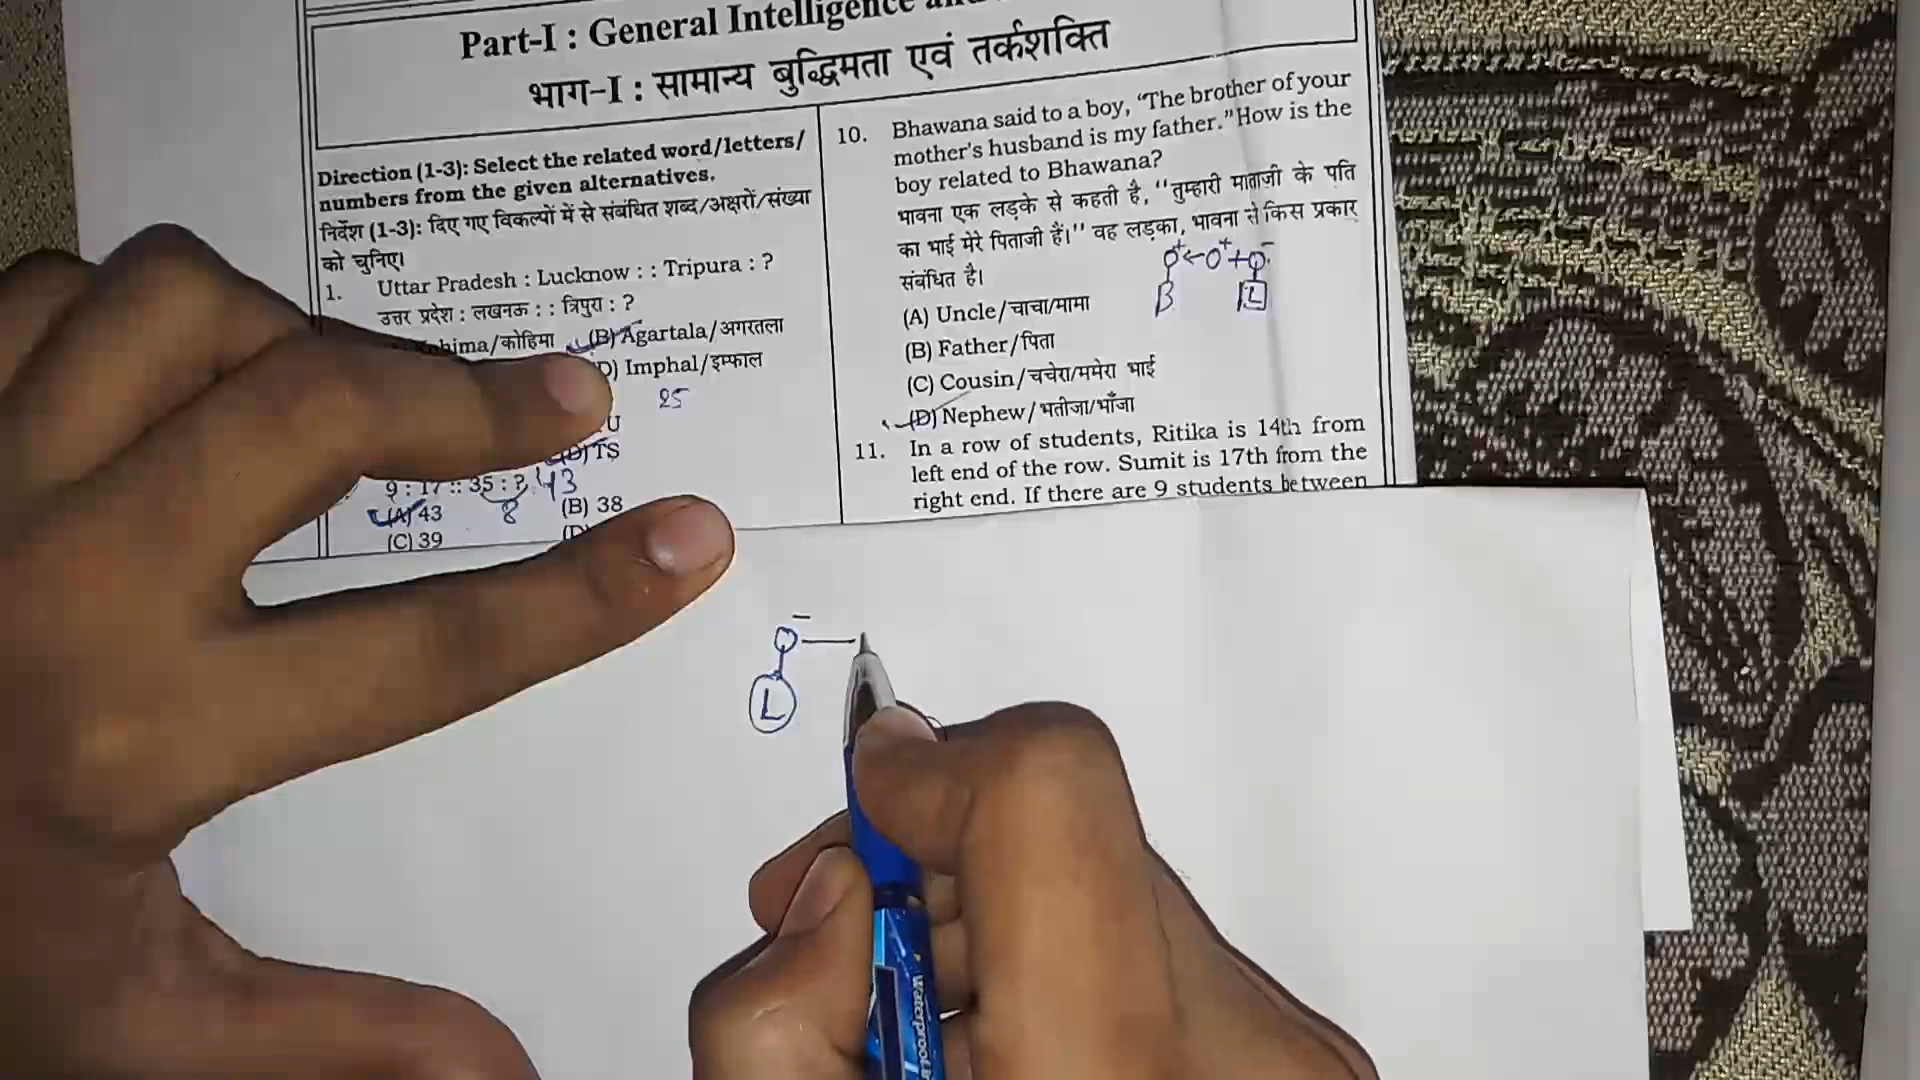 Part-I : General Intelligence
भाग-I : सामान्य बुद्धिमता एवं तर्कशक्ति
Direction (1-3): Select the related word/letters/
numbers from the given alternatives.
निर्देश (1-3): दिए गए विकल्पों में से संबंधित शब्द/अक्षरों/संख्या
को चुनिए।
1. Uttar Pradesh : Lucknow : : Tripura : ?
उत्तर प्रदेश : लखनऊ : : त्रिपुरा : ?
/कोहिमा (B) Agartala/अगरतला
(D) Imphal/इम्फाल
25
U
(D) TS
9 : 17 :: 35 : ? 43
(A) 43 (B) 38
8
(C) 39
10. Bhawana said to a boy, "The brother of your
mother's husband is my father." How is the
boy related to Bhawana?
भावना एक लड़के से कहती है, "तुम्हारी माताजी के पति
का भाई मेरे पिताजी हैं।" वह लड़का, भावना से किस प्रकार
संबंधित है।
(A) Uncle/चाचा/मामा
(B) Father/पिता
(C) Cousin/चचेरा/ममेरा भाई
(D) Nephew/भतीजा/भाँजा
B L
11. In a row of students, Ritika is 14th from
left end of the row. Sumit is 17th from the
right end. If there are 9 students between
L
waterproof